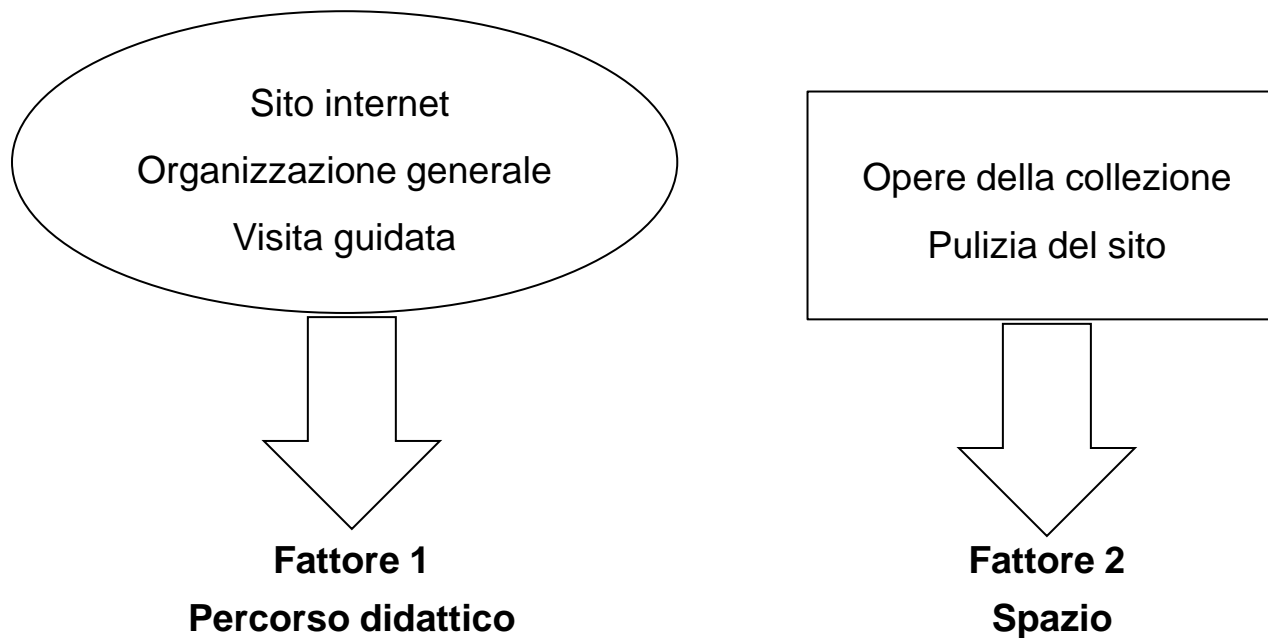 Sito internet
Organizzazione generale
Visita guidata
Opere della collezione
Pulizia del sito
Fattore 1
Percorso didattico
Fattore 2
Spazio